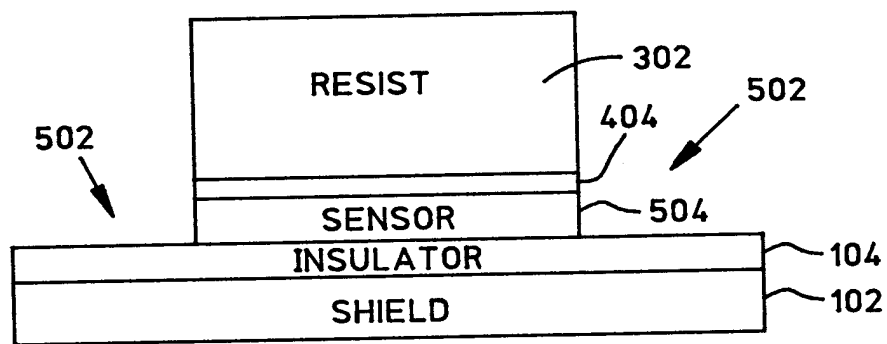 RESIST
302
502
502
404
SENSOR
504
INSULATOR
104
SHIELD
102